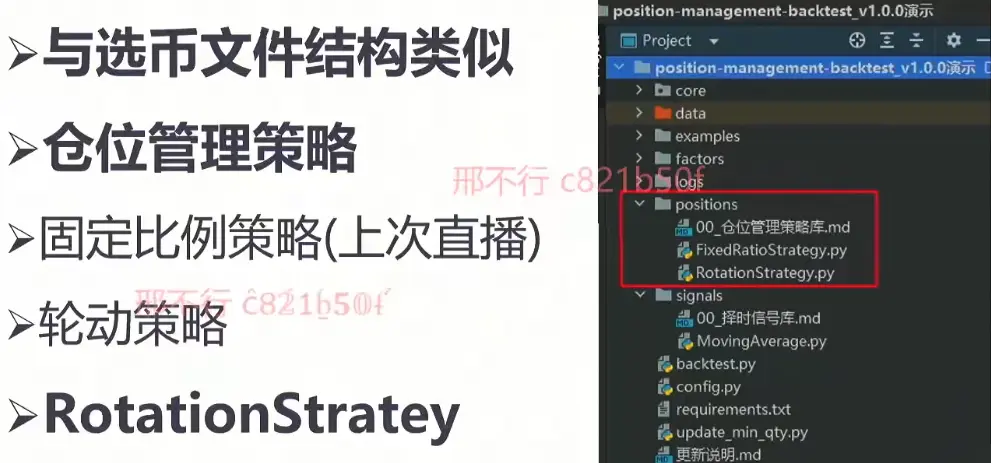 ➢与选币文件结构类似
➢仓位管理策略
➢固定比例策略(上次直播)
➢轮动策略
➢RotationStratey
邢不行 c821b50f
邢不行 c821b50f
position-management-backtest_v1.0.0演示
Project
position-management-backtest_v1.0.0演示
core
data
examples
factors
logs
positions
00_仓位管理策略库.md
FixedRatioStrategy.py
RotationStrategy.py
signals
00_择时信号库.md
MovingAverage.py
backtest.py
config.py
requirements.txt
update_min_qty.py
更新说明.md